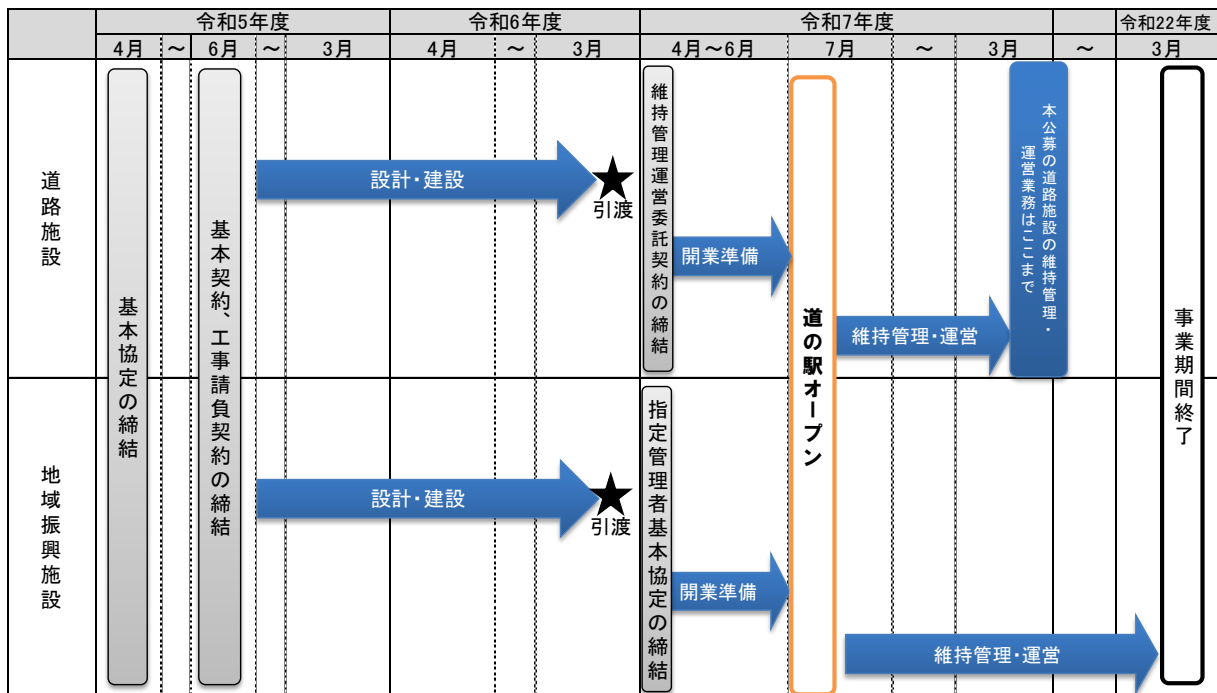 令和5年度
令和6年度
令和7年度
令和22年度
4月
～
6月
～
3月
4月
～
3月
4月～6月
7月
～
3月
～
3月
道路施設
地域振興施設
基本協定の締結
基本契約、工事請負契約の締結
設計・建設
引渡
維持管理運営委託契約の締結
開業準備
道の駅オープン
維持管理・運営
本公募の道路施設の維持管理・
運営業務はここまで
事業期間終了
設計・建設
引渡
指定管理者基本協定の締結
開業準備
維持管理・運営